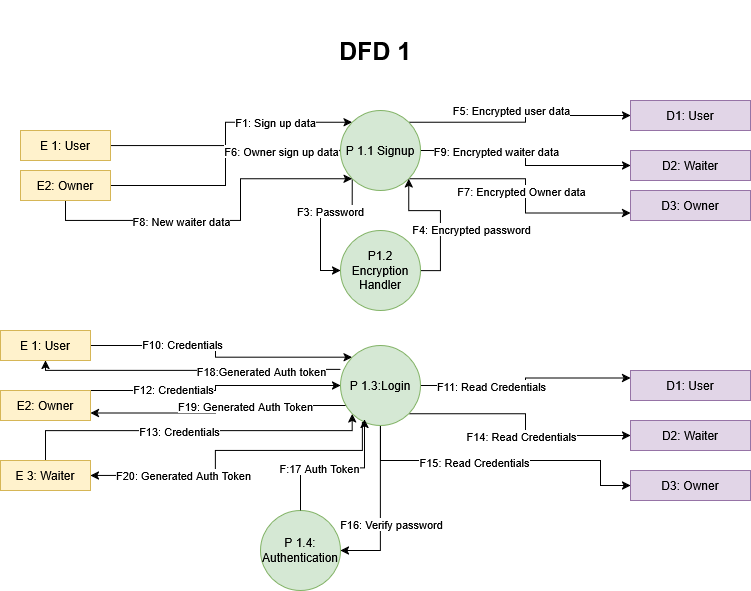 DFD 1
F5: Encrypted user data
D1: User
F1: Sign up data
E 1: User
P 1.1 Signup
F6: Owner sign up data
F9: Encrypted waiter data
D2: Waiter
E2: Owner
F7: Encrypted Owner data
D3: Owner
F8: New waiter data
F3: Password
F4: Encrypted password
P1.2
Encryption
Handler
E 1: User
F10: Credentials
F18:Generated Auth token
P 1.3:Login
F12: Credentials
F11: Read Credentials
D1: User
E2: Owner
F19: Generated Auth Token
F13: Credentials
F14: Read Credentials
D2: Waiter
E 3: Waiter
F20: Generated Auth Token
F:17 Auth Token
F15: Read Credentials
D3: Owner
F16: Verify password
P 1.4:
Authentication